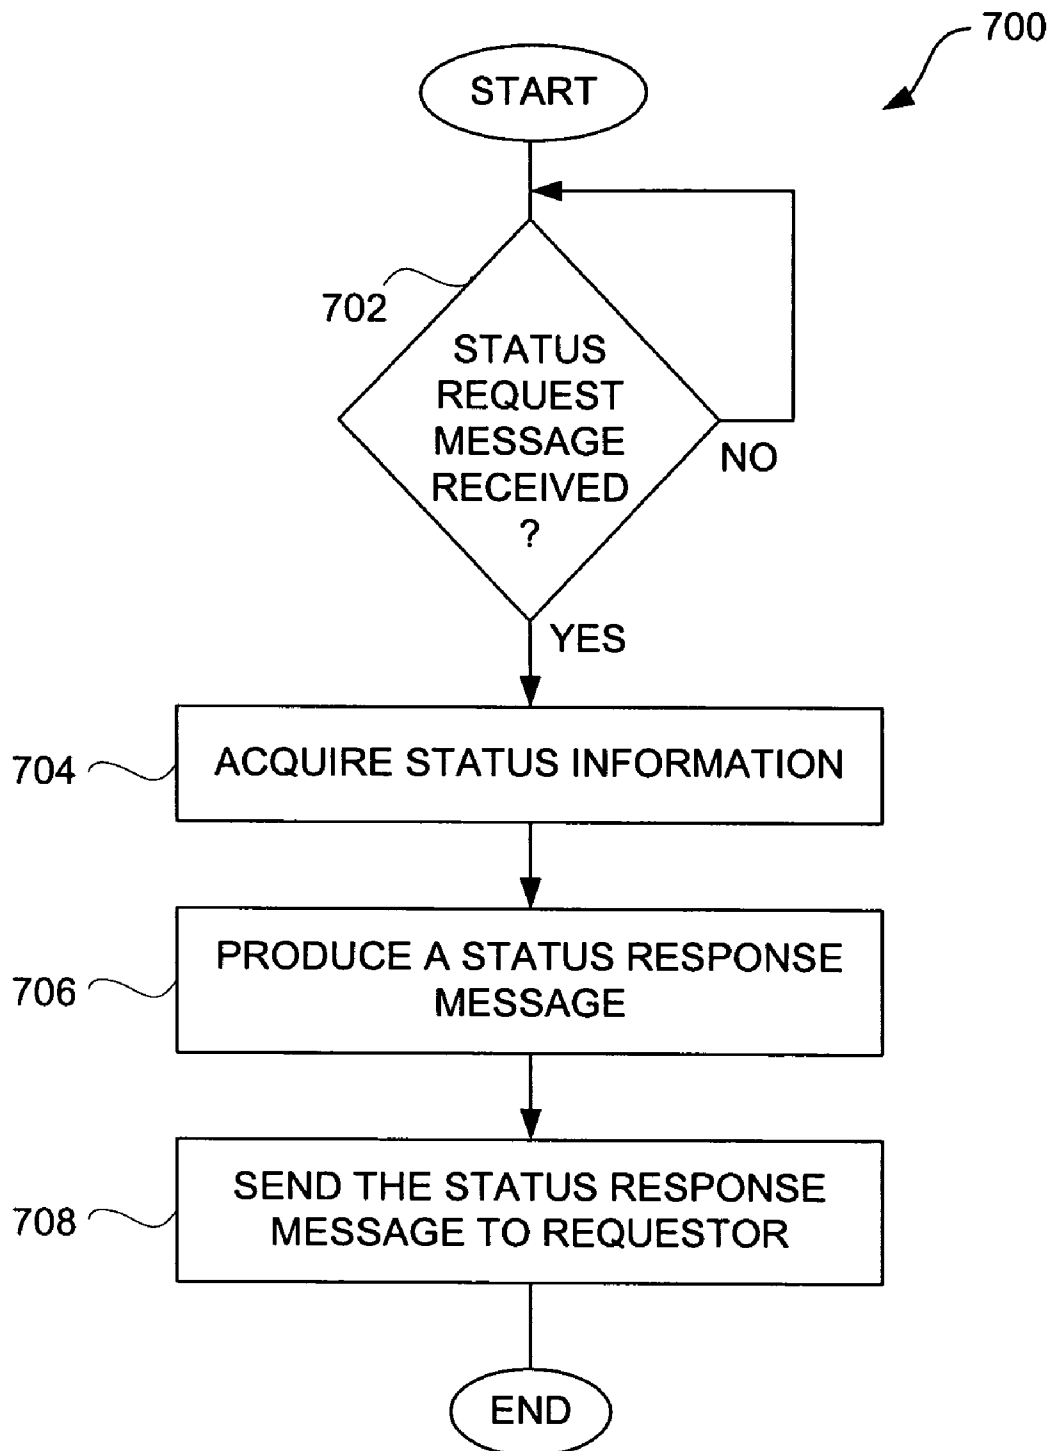 700
START
702
STATUS
REQUEST
MESSAGE
RECEIVED
?
NO
YES
704
ACQUIRE STATUS INFORMATION
706
PRODUCE A STATUS RESPONSE
MESSAGE
708
SEND THE STATUS RESPONSE
MESSAGE TO REQUESTOR
END